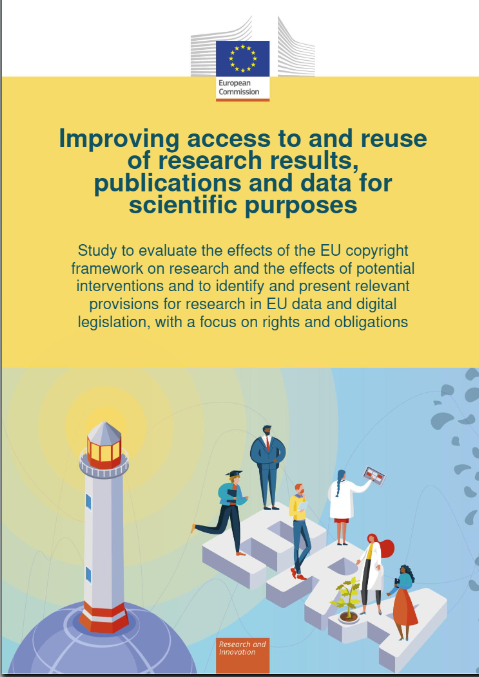 European
Commission
Improving access to and reuse
of research results,
publications and data for
scientific purposes
Study to evaluate the effects of the EU copyright
framework on research and the effects of potential
interventions and to identify and present relevant
provisions for research in EU data and digital
legislation, with a focus on rights and obligations
ERA
Research and
Innovation